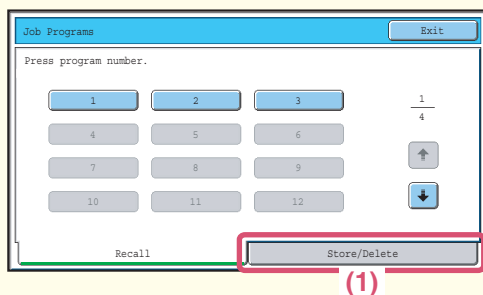 Job Programs Exit
Press program number.
1 2 3 1
4 5 6 4
7 8 9
10 11 12
Recall Store/Delete
(1)